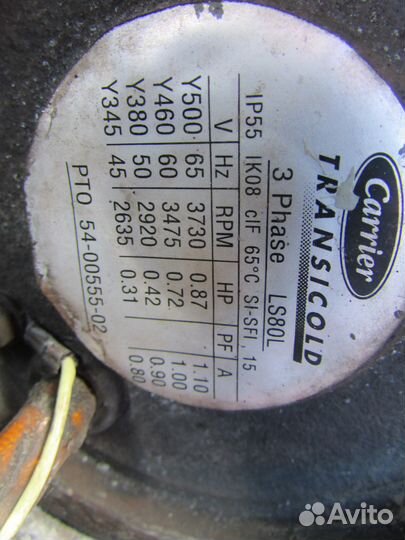 Carrier
TRANSICOLD
3 Phase LS80L
IP55 IK08 clF 65°C SI-SFI 15
V Hz RPM HP PF A
Y500 65 3730 0.87 1.10
Y460 60 3475 0.72 1.00
Y380 50 2920 0.42 0.90
Y345 45 2635 0.31 0.80
PTO 54-00555-02
Avito